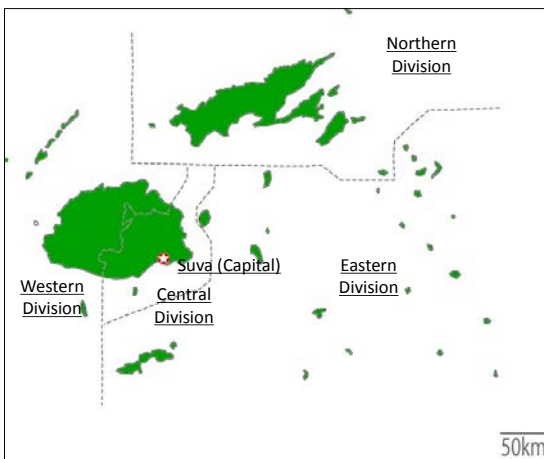 Northern
Division
Suva (Capital)
Western
Division
Central
Division
Eastern
Division
50km